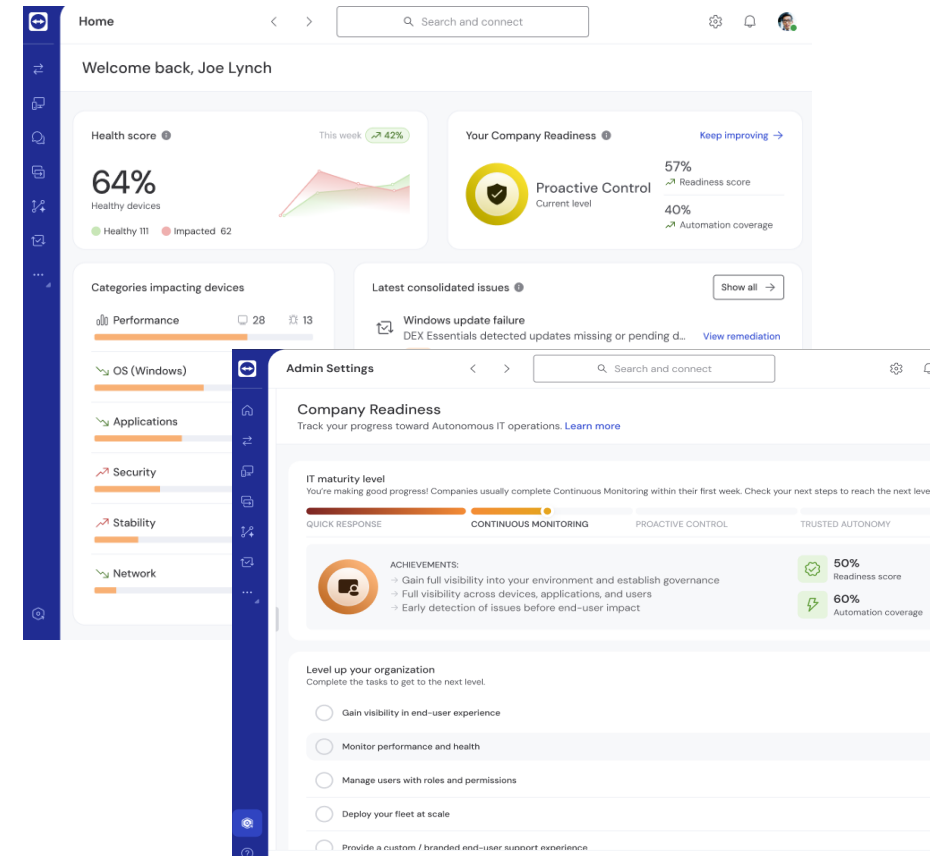 Home
Search and connect
Welcome back, Joe Lynch
Health score
This week
42%
64%
Healthy devices
Healthy 111
Impacted 62
Your Company Readiness
Keep improving →
Proactive Control
Current level
57%
Readiness score
40%
Automation coverage
Categories impacting devices
Performance
28
13
OS (Windows)
Applications
Security
Stability
Network
Latest consolidated issues
Show all →
Windows update failure
DEX Essentials detected updates missing or pending d...
View remediation
Admin Settings
Search and connect
Company Readiness
Track your progress toward Autonomous IT operations. Learn more
IT maturity level
You're making good progress! Companies usually complete Continuous Monitoring within their first week. Check your next steps to reach the next leve
QUICK RESPONSE
CONTINUOUS MONITORING
PROACTIVE CONTROL
TRUSTED AUTONOMY
ACHIEVEMENTS:
→ Gain full visibility into your environment and establish governance
→ Full visibility across devices, applications, and users
→ Early detection of issues before end-user impact
50%
Readiness score
60%
Automation coverage
Level up your organization
Complete the tasks to get to the next level.
Gain visibility in end-user experience
Monitor performance and health
Manage users with roles and permissions
Deploy your fleet at scale
Provide a custom / branded end-user support experience